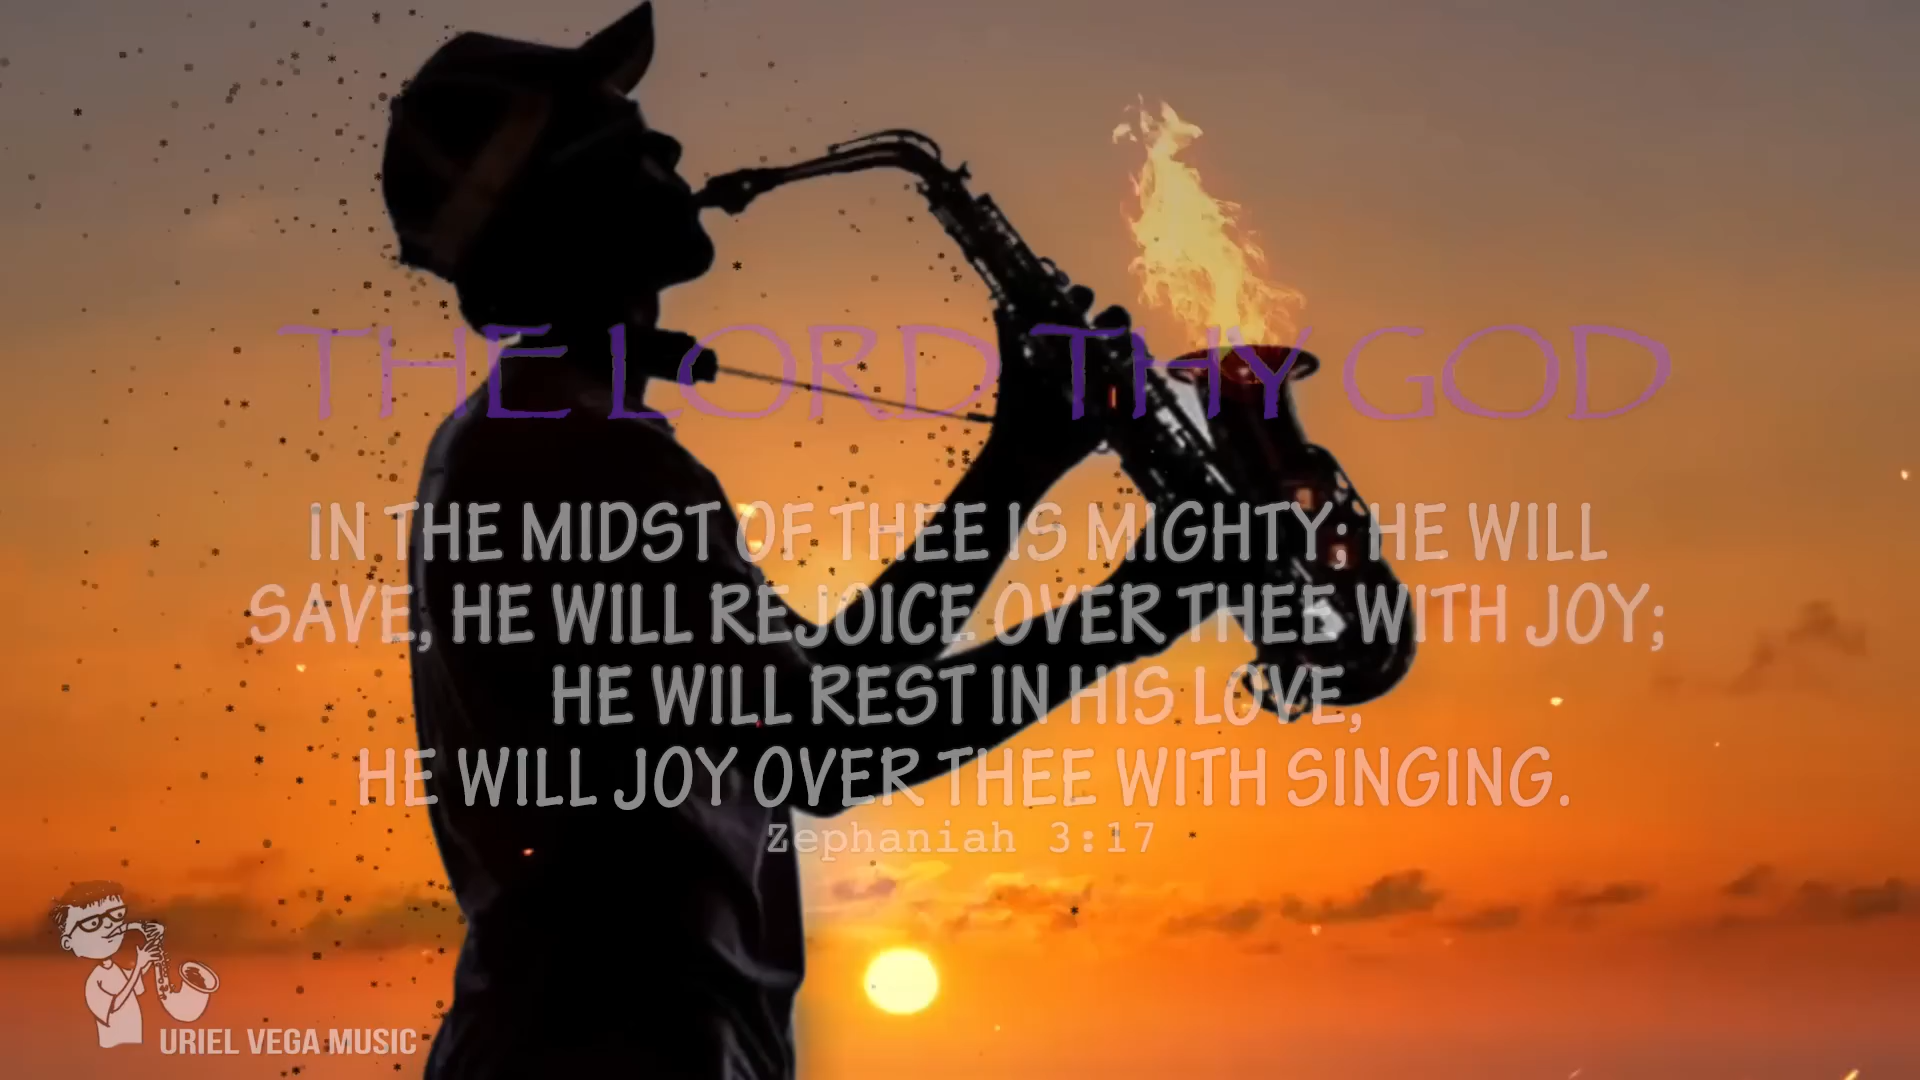 THE LORD THY GOD
IN THE MIDST OF THEE IS MIGHTY; HE WILL
SAVE, HE WILL REJOICE OVER THEE WITH JOY;
HE WILL REST IN HIS LOVE,
HE WILL JOY OVER THEE WITH SINGING.
Zephaniah 3:17
URIEL VEGA MUSIC